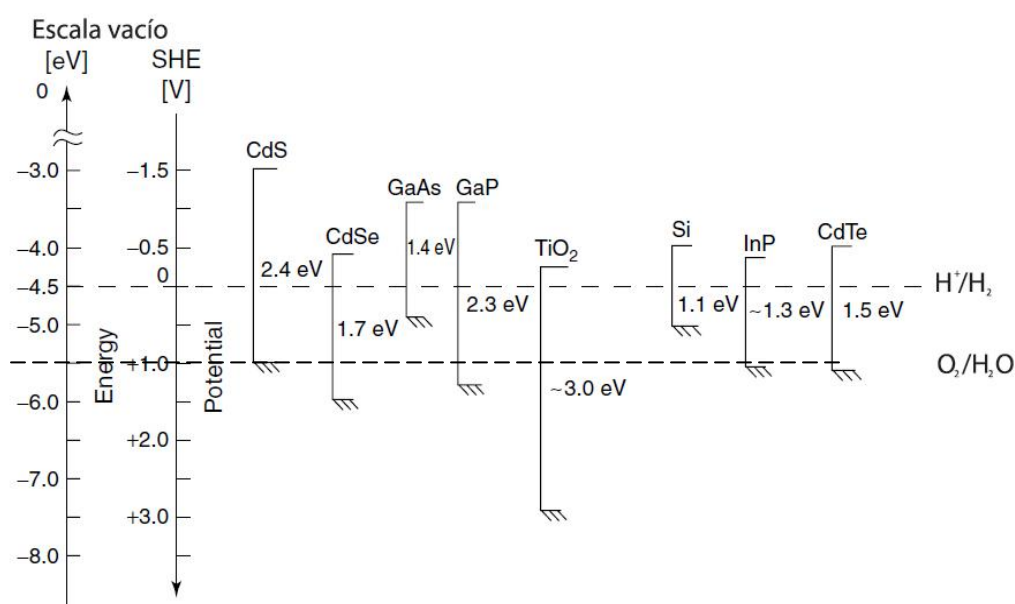 Escala vacío
[eV]
SHE
[V]
0
-3.0
-4.0
-4.5
-5.0
-6.0
-7.0
-8.0
Energy
-1.5
-0.5
0
+1.0
+2.0
+3.0
Potential
CdS
2.4 eV
CdSe
1.7 eV
GaAs
1.4 eV
GaP
2.3 eV
TiO₂
~3.0 eV
Si
1.1 eV
InP
~1.3 eV
CdTe
1.5 eV
H⁺/H₂
O₂/H₂O